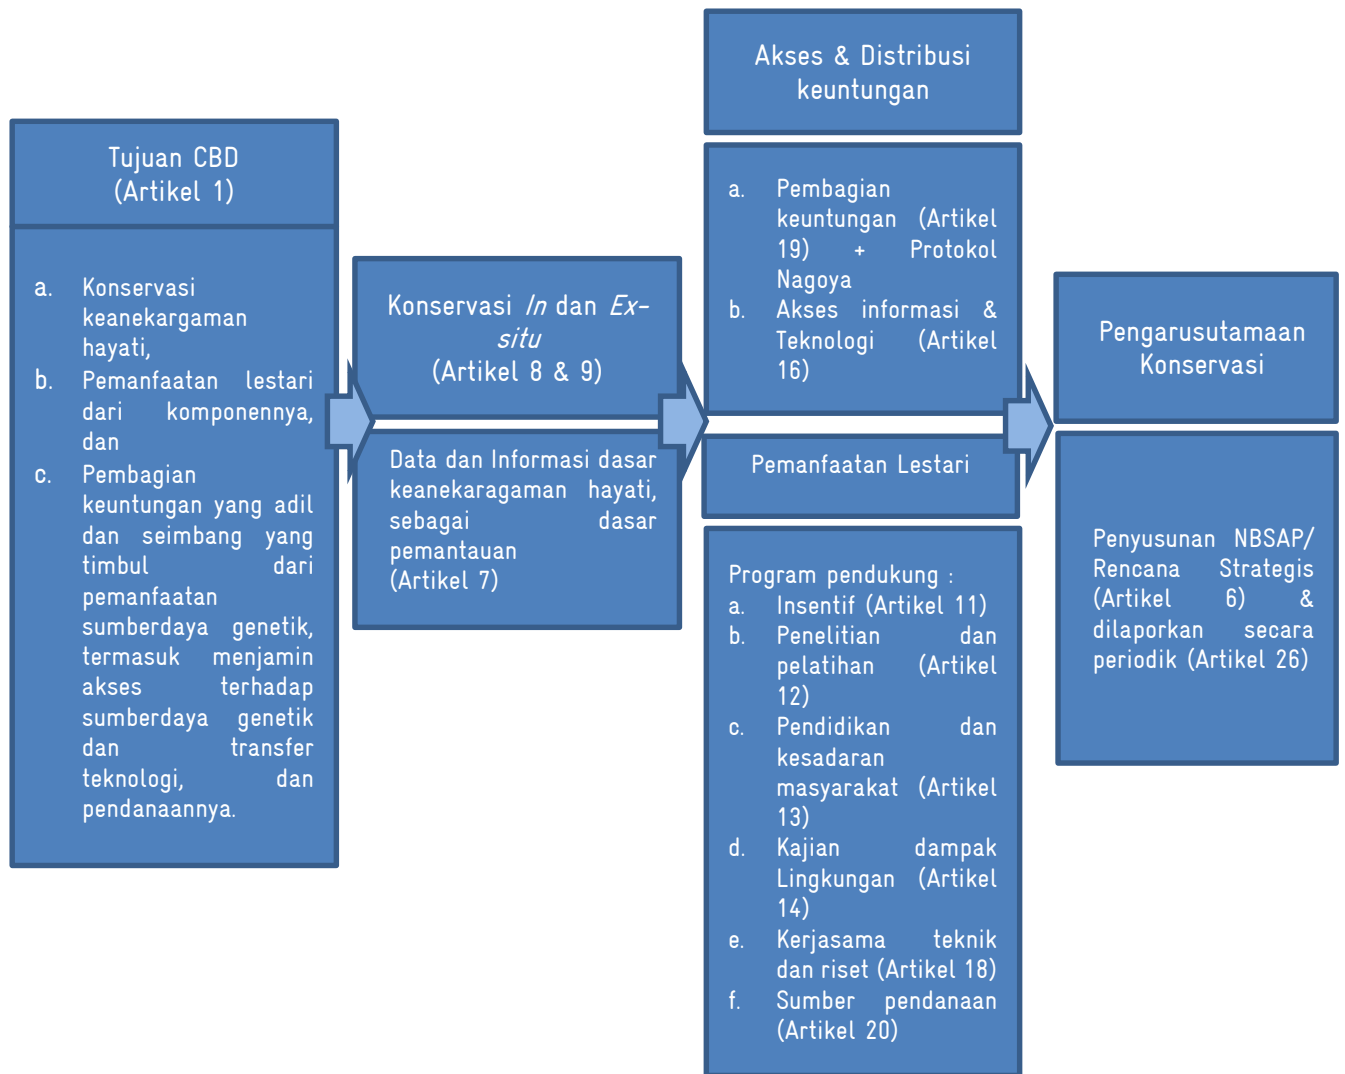 Tujuan CBD
(Artikel 1)
a. Konservasi
keanekargaman
hayati,
b. Pemanfaatan lestari
dari komponennya,
dan
c. Pembagian
keuntungan yang adil
dan seimbang yang
timbul dari
pemanfaatan
sumberdaya genetik,
termasuk menjamin
akses terhadap
sumberdaya genetik
dan transfer
teknologi, dan
pendanaannya.
Konservasi In dan Ex-
situ
(Artikel 8 & 9)
Data dan Informasi dasar
keanekaragaman hayati,
sebagai dasar
pemantauan
(Artikel 7)
Akses & Distribusi
keuntungan
a. Pembagian
keuntungan (Artikel
19) + Protokol
Nagoya
b. Akses informasi &
Teknologi (Artikel
16)
Pemanfaatan Lestari
Program pendukung :
a. Insentif (Artikel 11)
b. Penelitian dan
pelatihan (Artikel
12)
c. Pendidikan dan
kesadaran
masyarakat (Artikel
13)
d. Kajian dampak
Lingkungan (Artikel
14)
e. Kerjasama teknik
dan riset (Artikel 18)
f. Sumber pendanaan
(Artikel 20)
Pengarusutamaan
Konservasi
Penyusunan NBSAP/
Rencana Strategis
(Artikel 6) &
dilaporkan secara
periodik (Artikel 26)